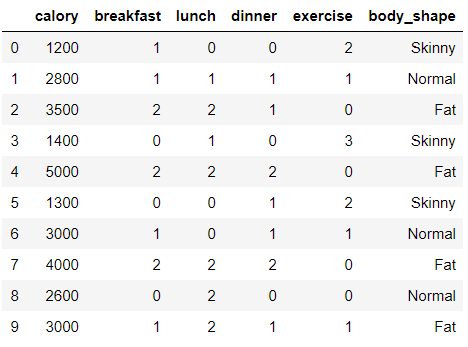 calory breakfast lunch dinner exercise body_shape
0 1200 1 0 0 2 Skinny
1 2800 1 1 1 1 Normal
2 3500 2 2 1 0 Fat
3 1400 0 1 0 3 Skinny
4 5000 2 2 2 0 Fat
5 1300 0 0 1 2 Skinny
6 3000 1 0 1 1 Normal
7 4000 2 2 2 0 Fat
8 2600 0 2 0 0 Normal
9 3000 1 2 1 1 Fat